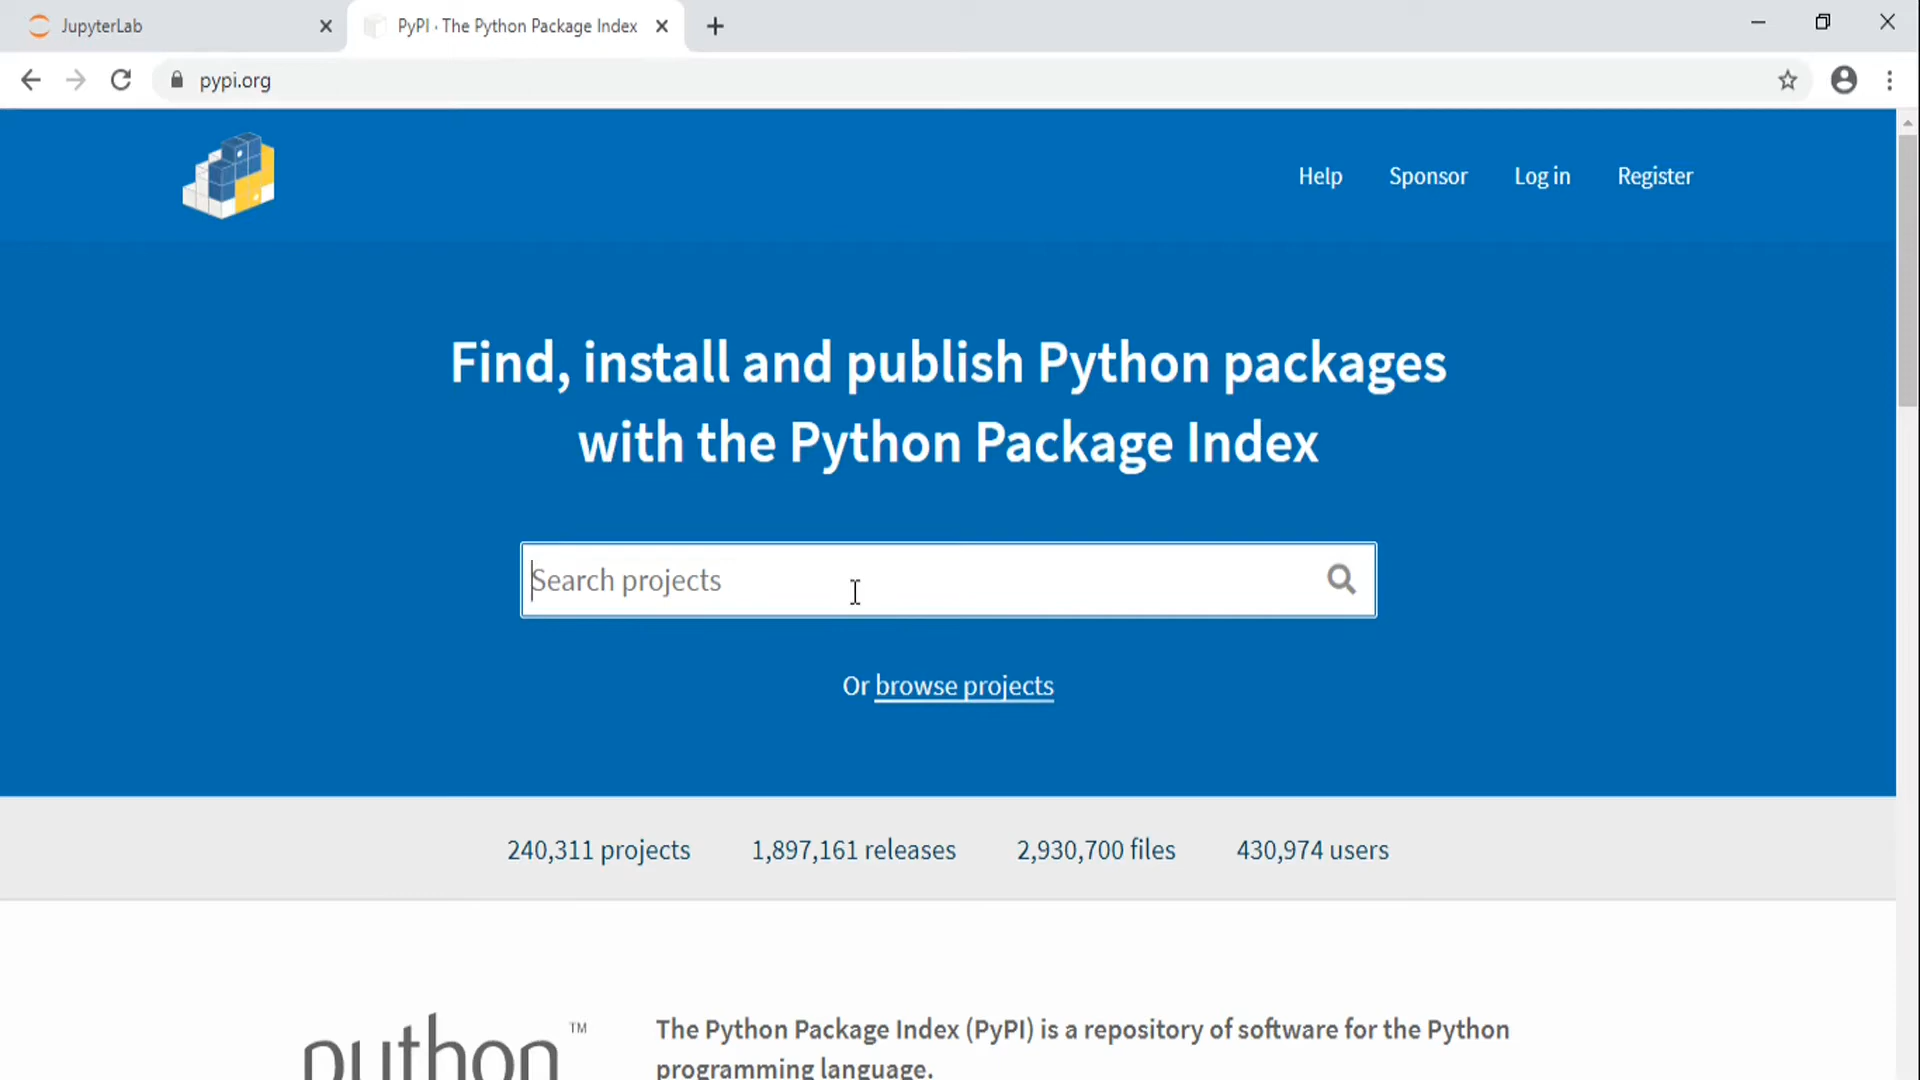 JupyterLab
PyPI · The Python Package Index
pypi.org
Help Sponsor Log in Register
Find, install and publish Python packages
with the Python Package Index
Search projects
Or browse projects
240,311 projects 1,897,161 releases 2,930,700 files 430,974 users
python™
The Python Package Index (PyPI) is a repository of software for the Python
programming language.